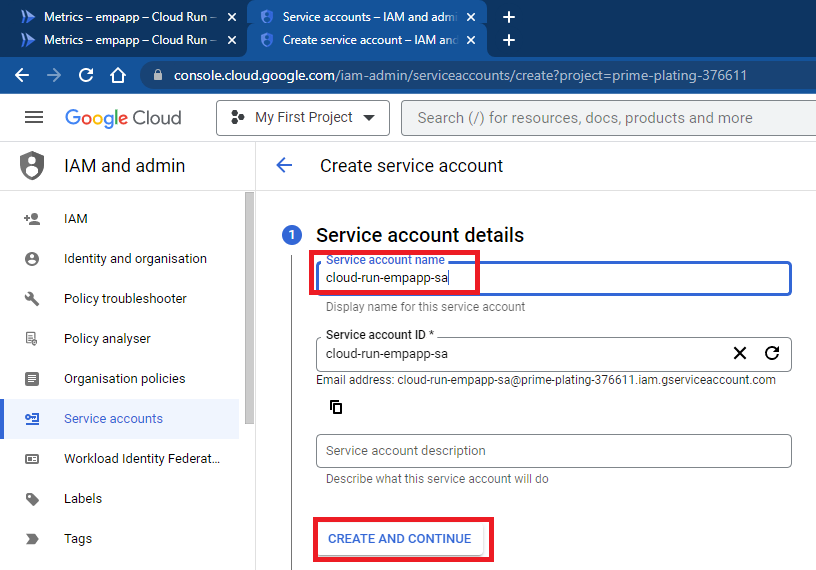 Metrics – empapp – Cloud Run –
Service accounts – IAM and admi
Metrics – empapp – Cloud Run –
Create service account – IAM and
console.cloud.google.com/iam-admin/serviceaccounts/create?project=prime-plating-376611
Google Cloud
My First Project
Search (/) for resources, docs, products and more
IAM and admin
Create service account
IAM
Identity and organisation
Policy troubleshooter
Policy analyser
Organisation policies
Service accounts
Workload Identity Federat...
Labels
Tags
1 Service account details
Service account name
cloud-run-empapp-sa
Display name for this service account
Service account ID *
cloud-run-empapp-sa
Email address: cloud-run-empapp-sa@prime-plating-376611.iam.gserviceaccount.com
Service account description
Describe what this service account will do
CREATE AND CONTINUE